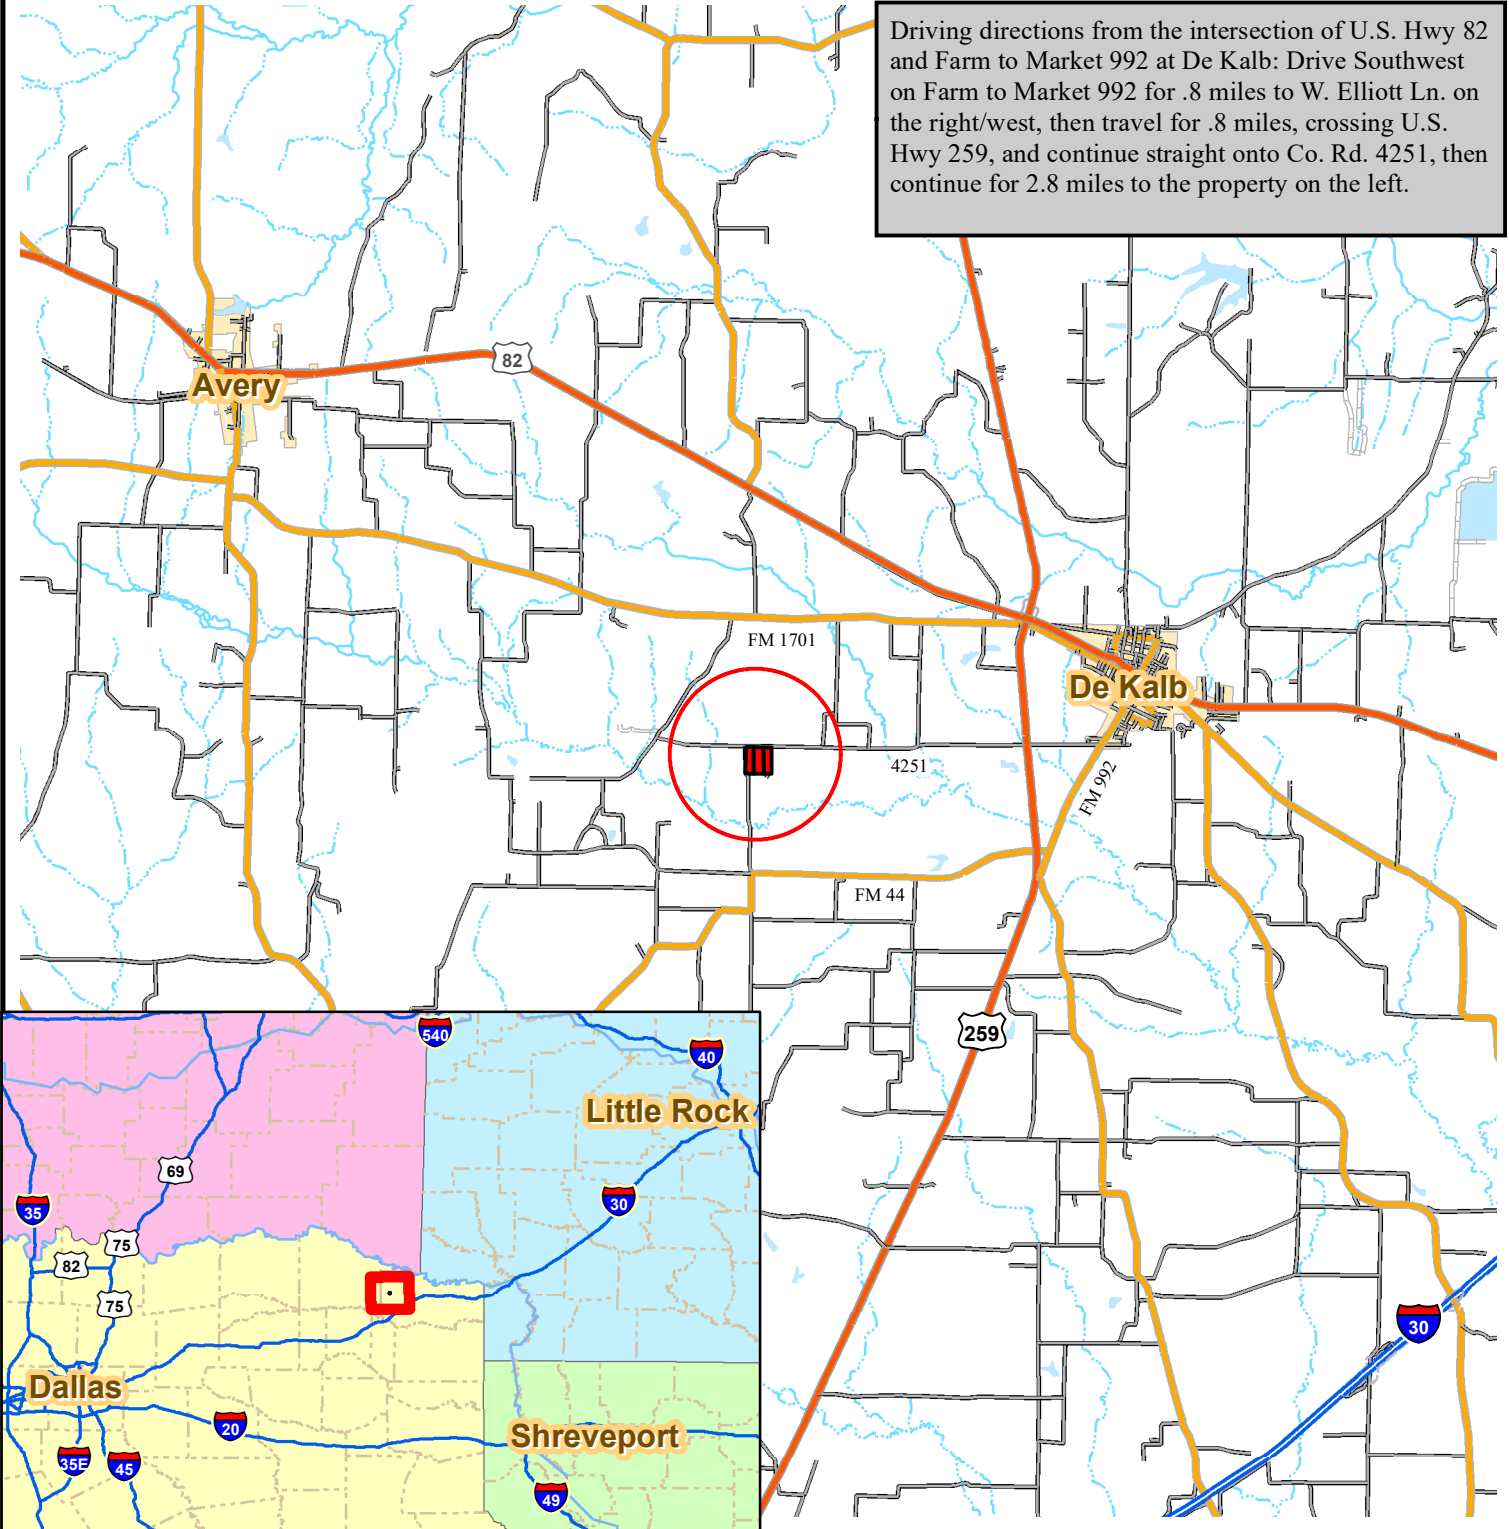 Driving directions from the intersection of U.S. Hwy 82
and Farm to Market 992 at De Kalb: Drive Southwest
on Farm to Market 992 for .8 miles to W. Elliott Ln. on
the right/west, then travel for .8 miles, crossing U.S.
Hwy 259, and continue straight onto Co. Rd. 4251, then
continue for 2.8 miles to the property on the left.
82
Avery
FM 1701
De Kalb
4251
FM 992
FM 44
259
30
540
40
Little Rock
69
30
35
75
82
75
Dallas
20
Shreveport
35E
45
49